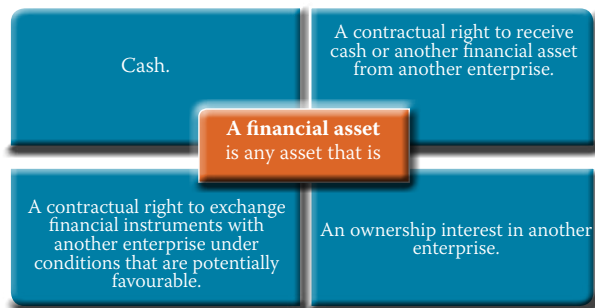 Cash.
A contractual right to receive
cash or another financial asset
from another enterprise.
A financial asset
is any asset that is
A contractual right to exchange
financial instruments with
another enterprise under
conditions that are potentially
favourable.
An ownership interest in another
enterprise.